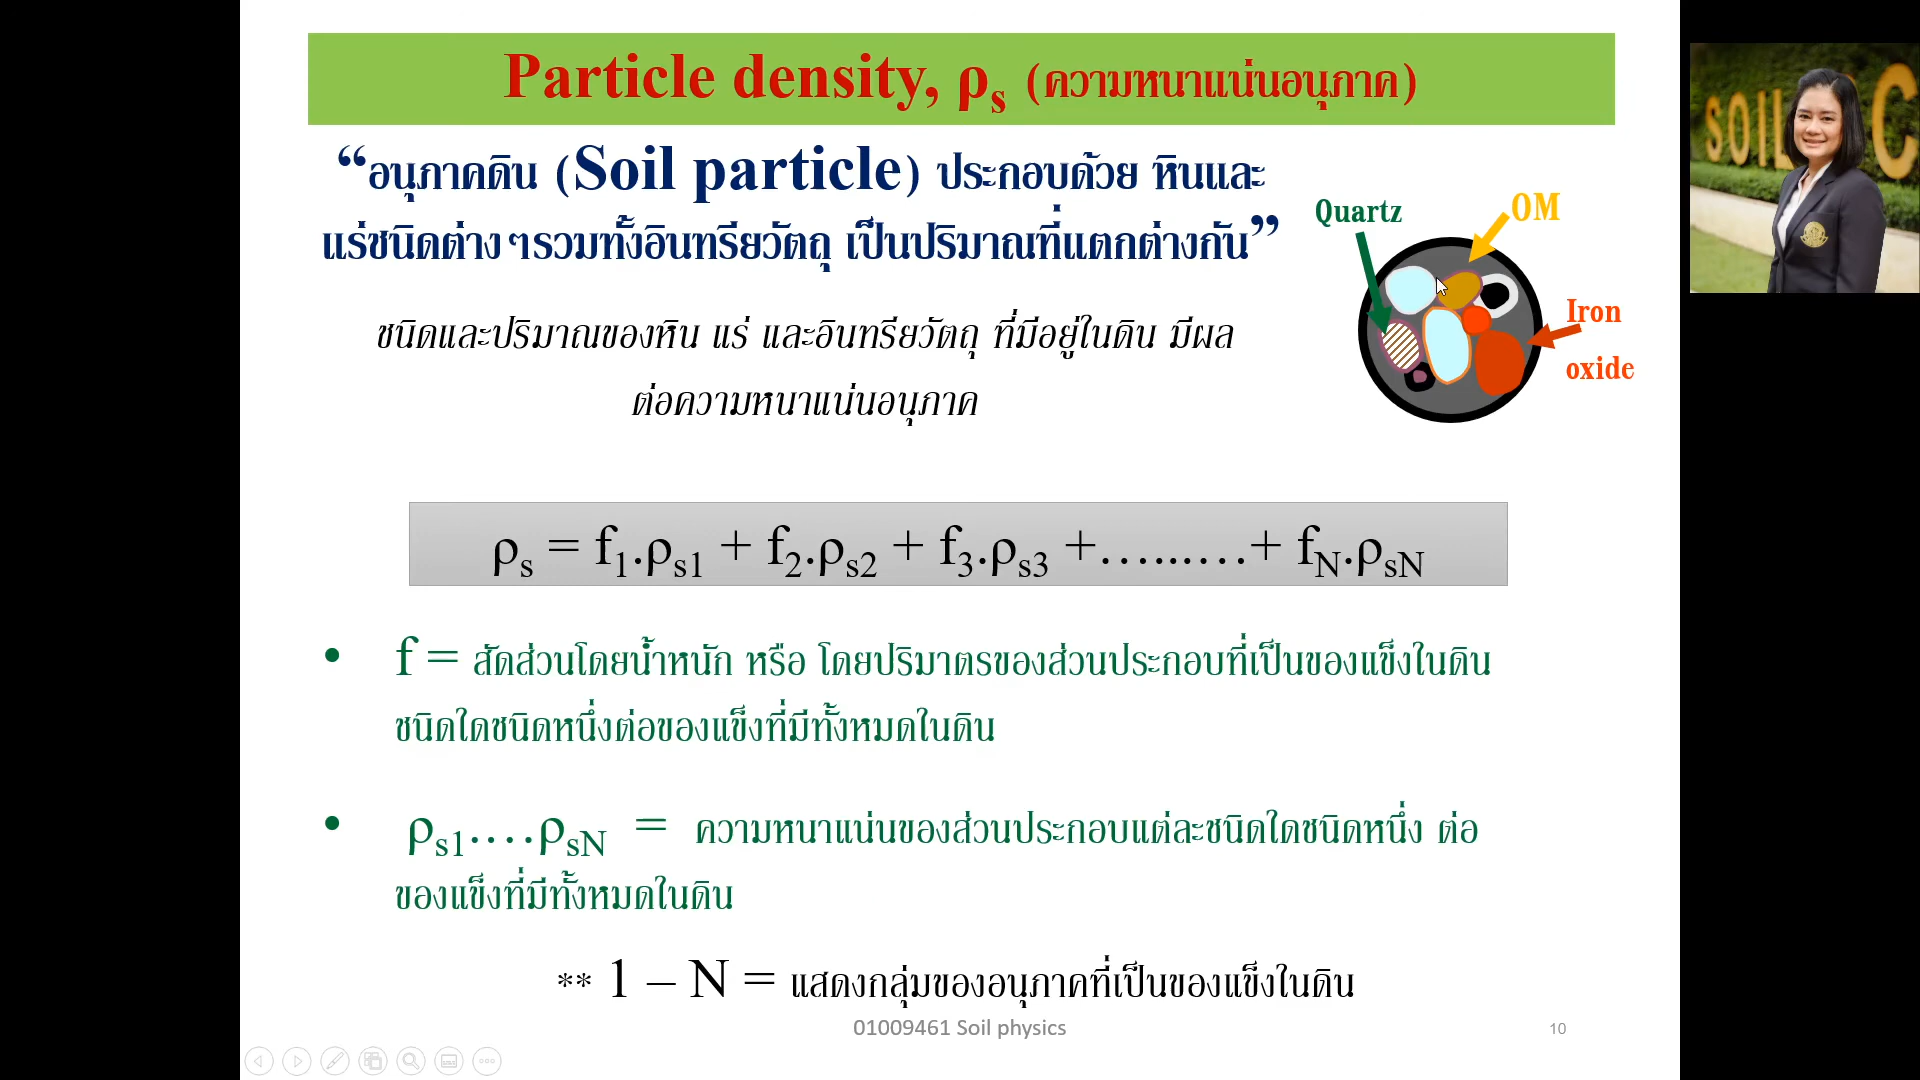 Particle density, ρs (ความหนาแน่นอนุภาค)
“อนุภาคดิน (Soil particle) ประกอบด้วย หินและ
แร่ชนิดต่างๆรวมทั้งอินทรียวัตถุ เป็นปริมาณที่แตกต่างกัน”
Quartz
OM
Iron
oxide
ชนิดและปริมาณของหิน แร่ และอินทรียวัตถุ ที่มีอยู่ในดิน มีผล
ต่อความหนาแน่นอนุภาค
ρs = f1.ρs1 + f2.ρs2 + f3.ρs3 +…...…+ fN.ρsN
• f = สัดส่วนโดยน้ำหนัก หรือ โดยปริมาตรของส่วนประกอบที่เป็นของแข็งในดิน
ชนิดใดชนิดหนึ่งต่อของแข็งที่มีทั้งหมดในดิน
• ρs1….ρsN = ความหนาแน่นของส่วนประกอบแต่ละชนิดใดชนิดหนึ่ง ต่อ
ของแข็งที่มีทั้งหมดในดิน
** 1 – N = แสดงกลุ่มของอนุภาคที่เป็นของแข็งในดิน
01009461 Soil physics
10
SOIL
C